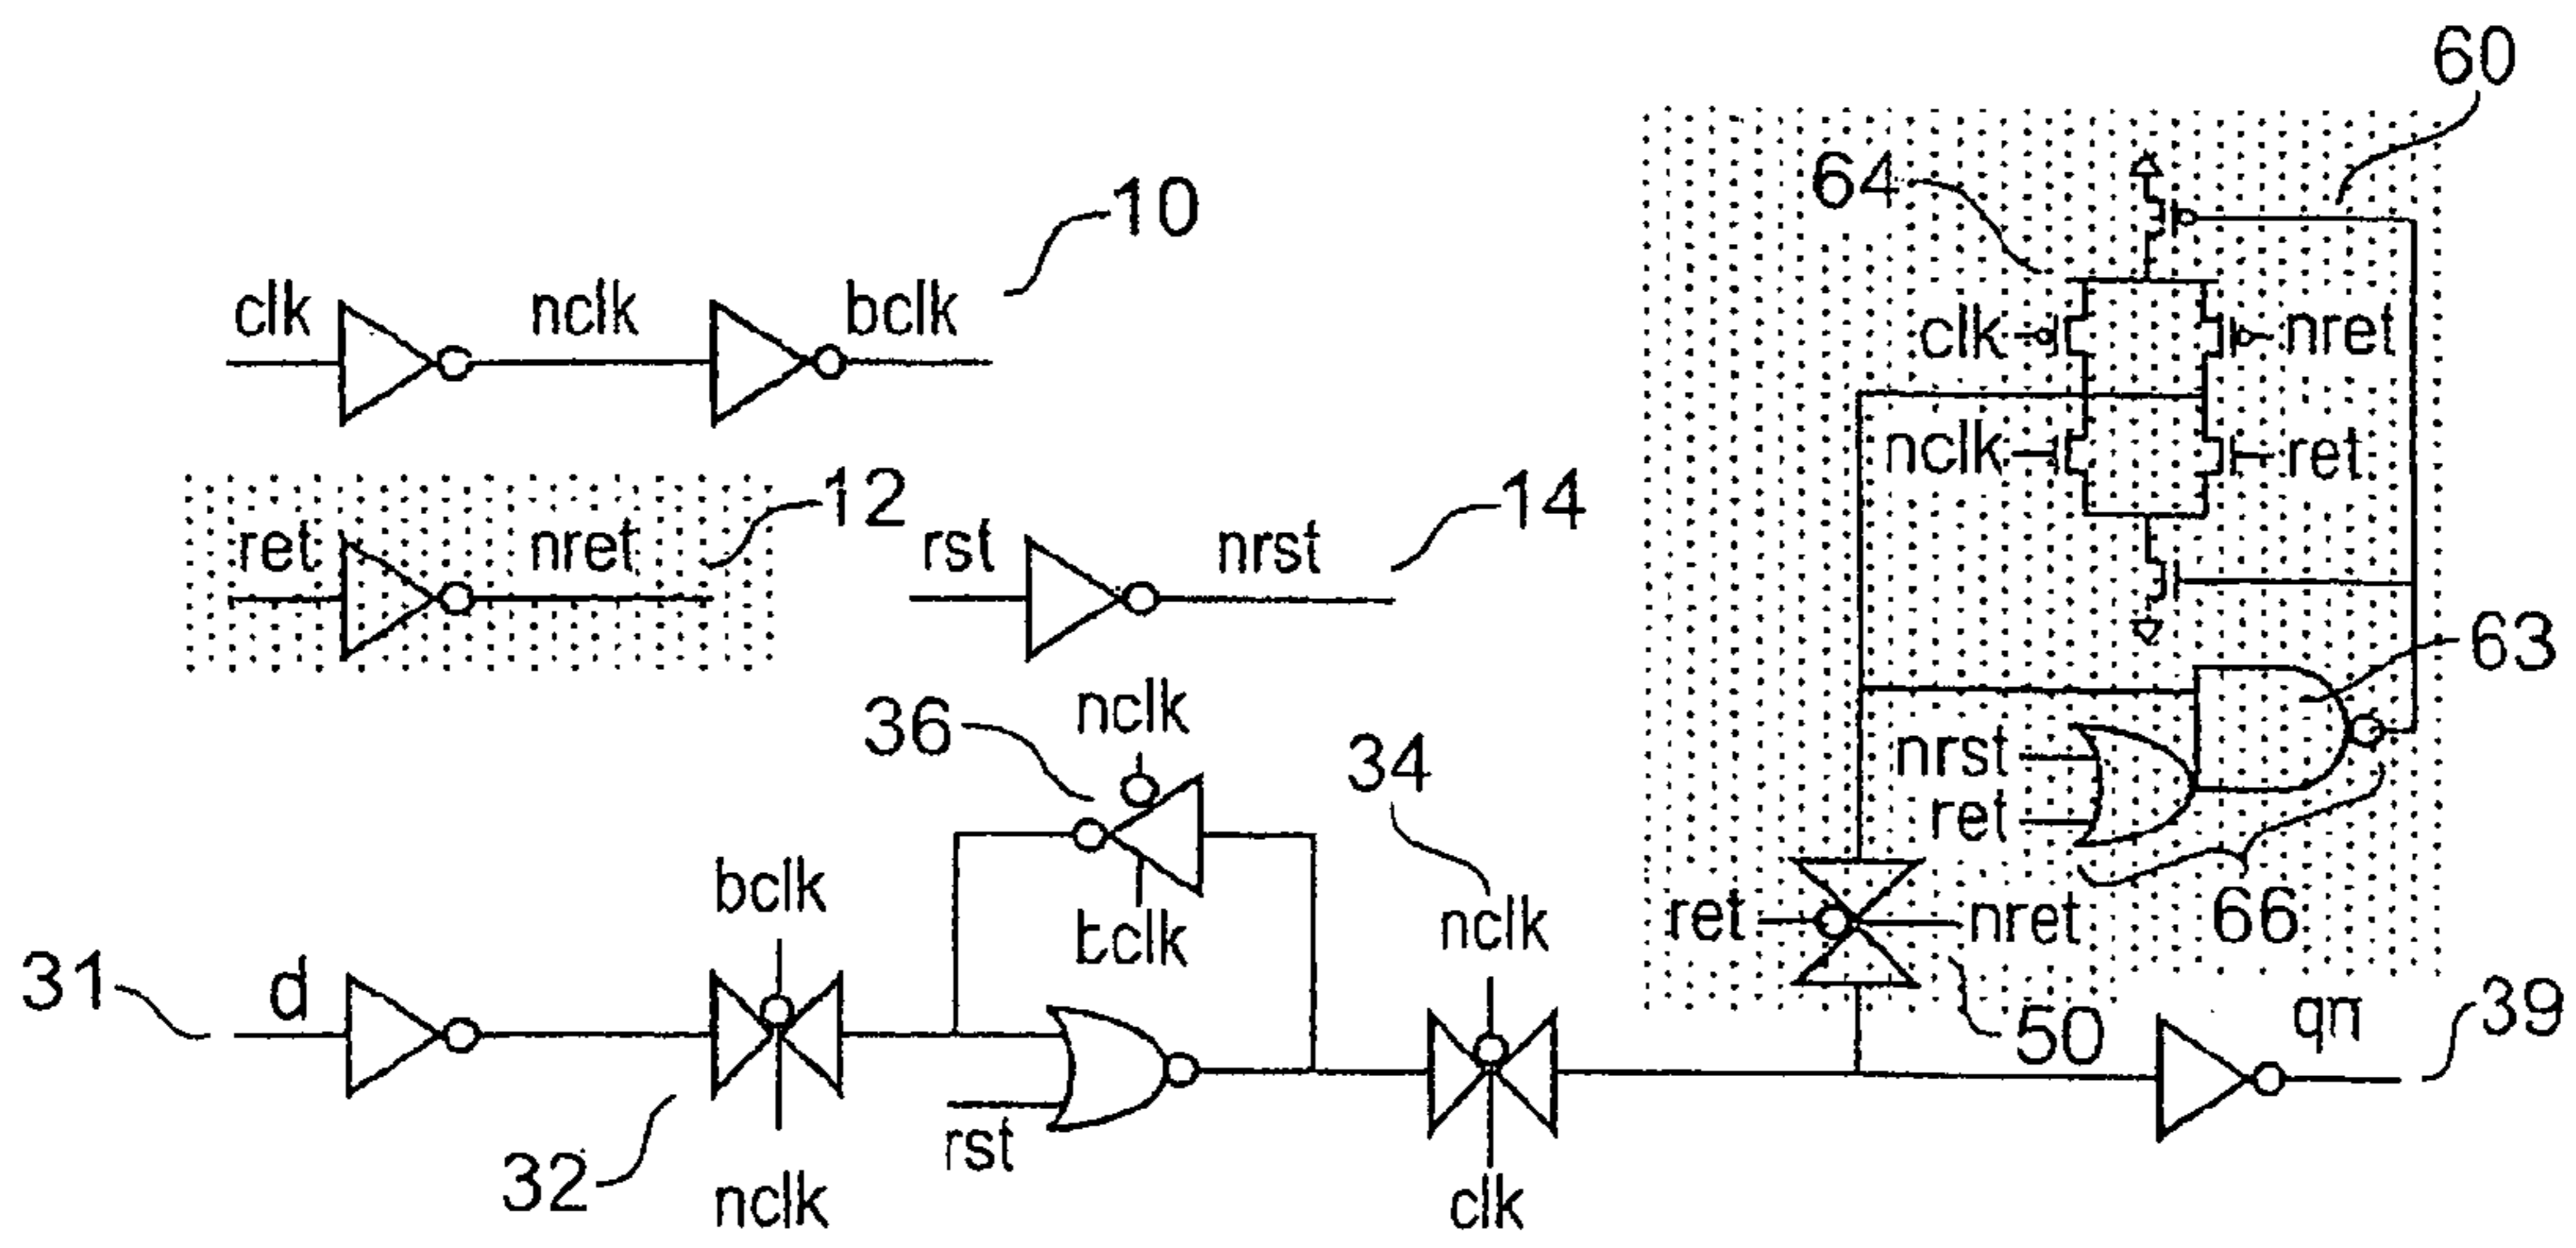 60
64
10
clk nclk bclk
clk nret
nclk ret
12
ret nret
14
rst nrst
63
36 nclk
34
nrst
ret
66
bclk
bclk
nclk
ret nret
31 d
50
qn 39
rst
32
nclk
clk